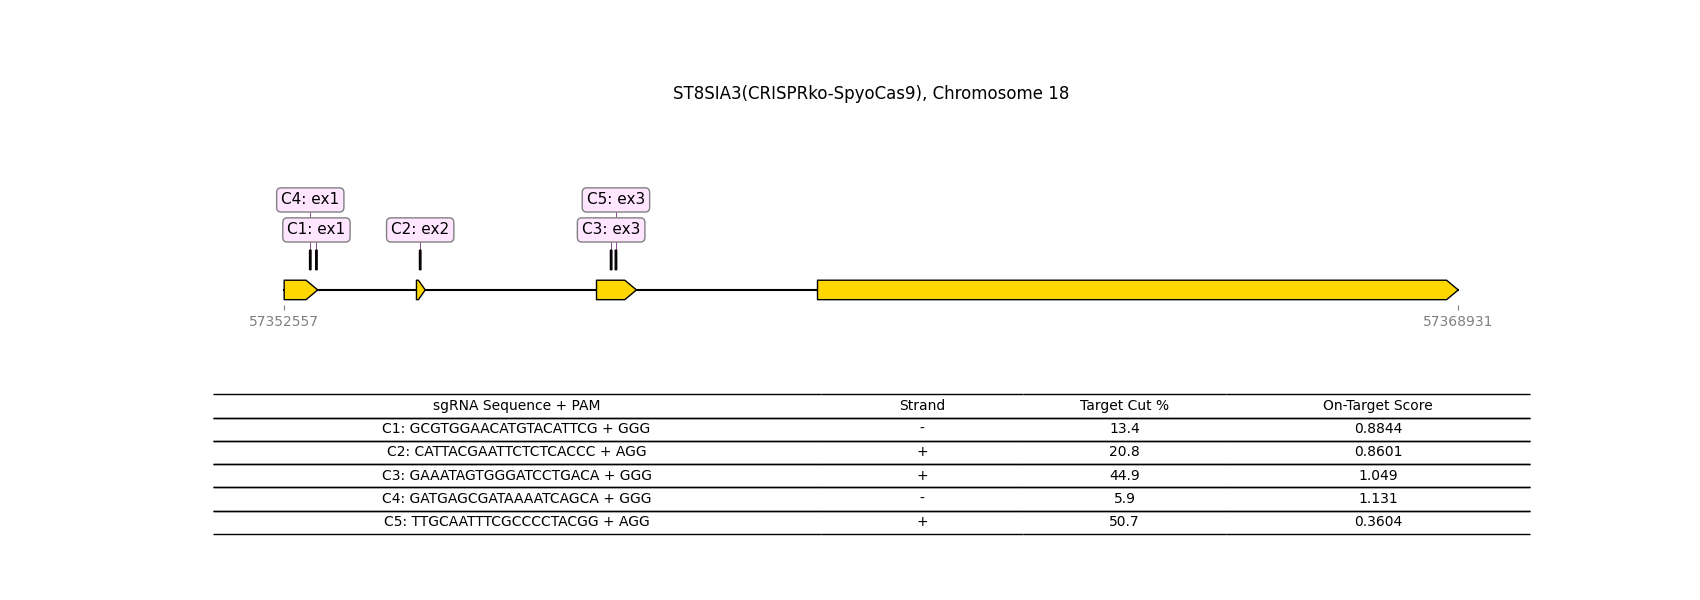 ST8SIA3(CRISPRko-SpyoCas9), Chromosome 18
C4: ex1 C5: ex3
C1: ex1 C2: ex2 C3: ex3
57352557 57368931
sgRNA Sequence + PAM Strand Target Cut % On-Target Score
C1: GCGTGGAACATGTACATTCG + GGG - 13.4 0.8844
C2: CATTACGAATTCTCTCACCC + AGG + 20.8 0.8601
C3: GAAATAGTGGGATCCTGACA + GGG + 44.9 1.049
C4: GATGAGCGATAAAATCAGCA + GGG - 5.9 1.131
C5: TTGCAATTTCGCCCCTACGG + AGG + 50.7 0.3604